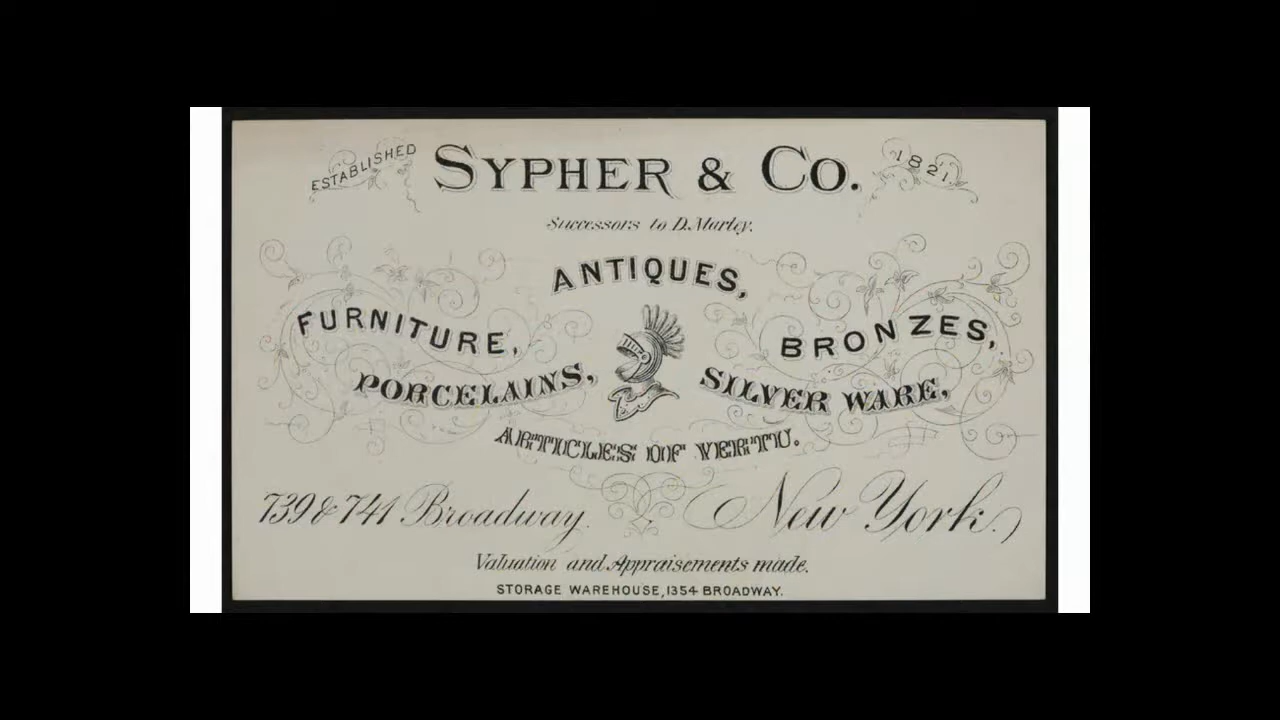 ESTABLISHED SYPHER & Co. 1821
Successors to D. Marley.
ANTIQUES,
FURNITURE, BRONZES,
PORCELAINS, SILVER WARE,
ARTICLES OF VERTU.
739 & 741 Broadway. New York.
Valuation and Appraisements made.
STORAGE WAREHOUSE, 1354 BROADWAY.